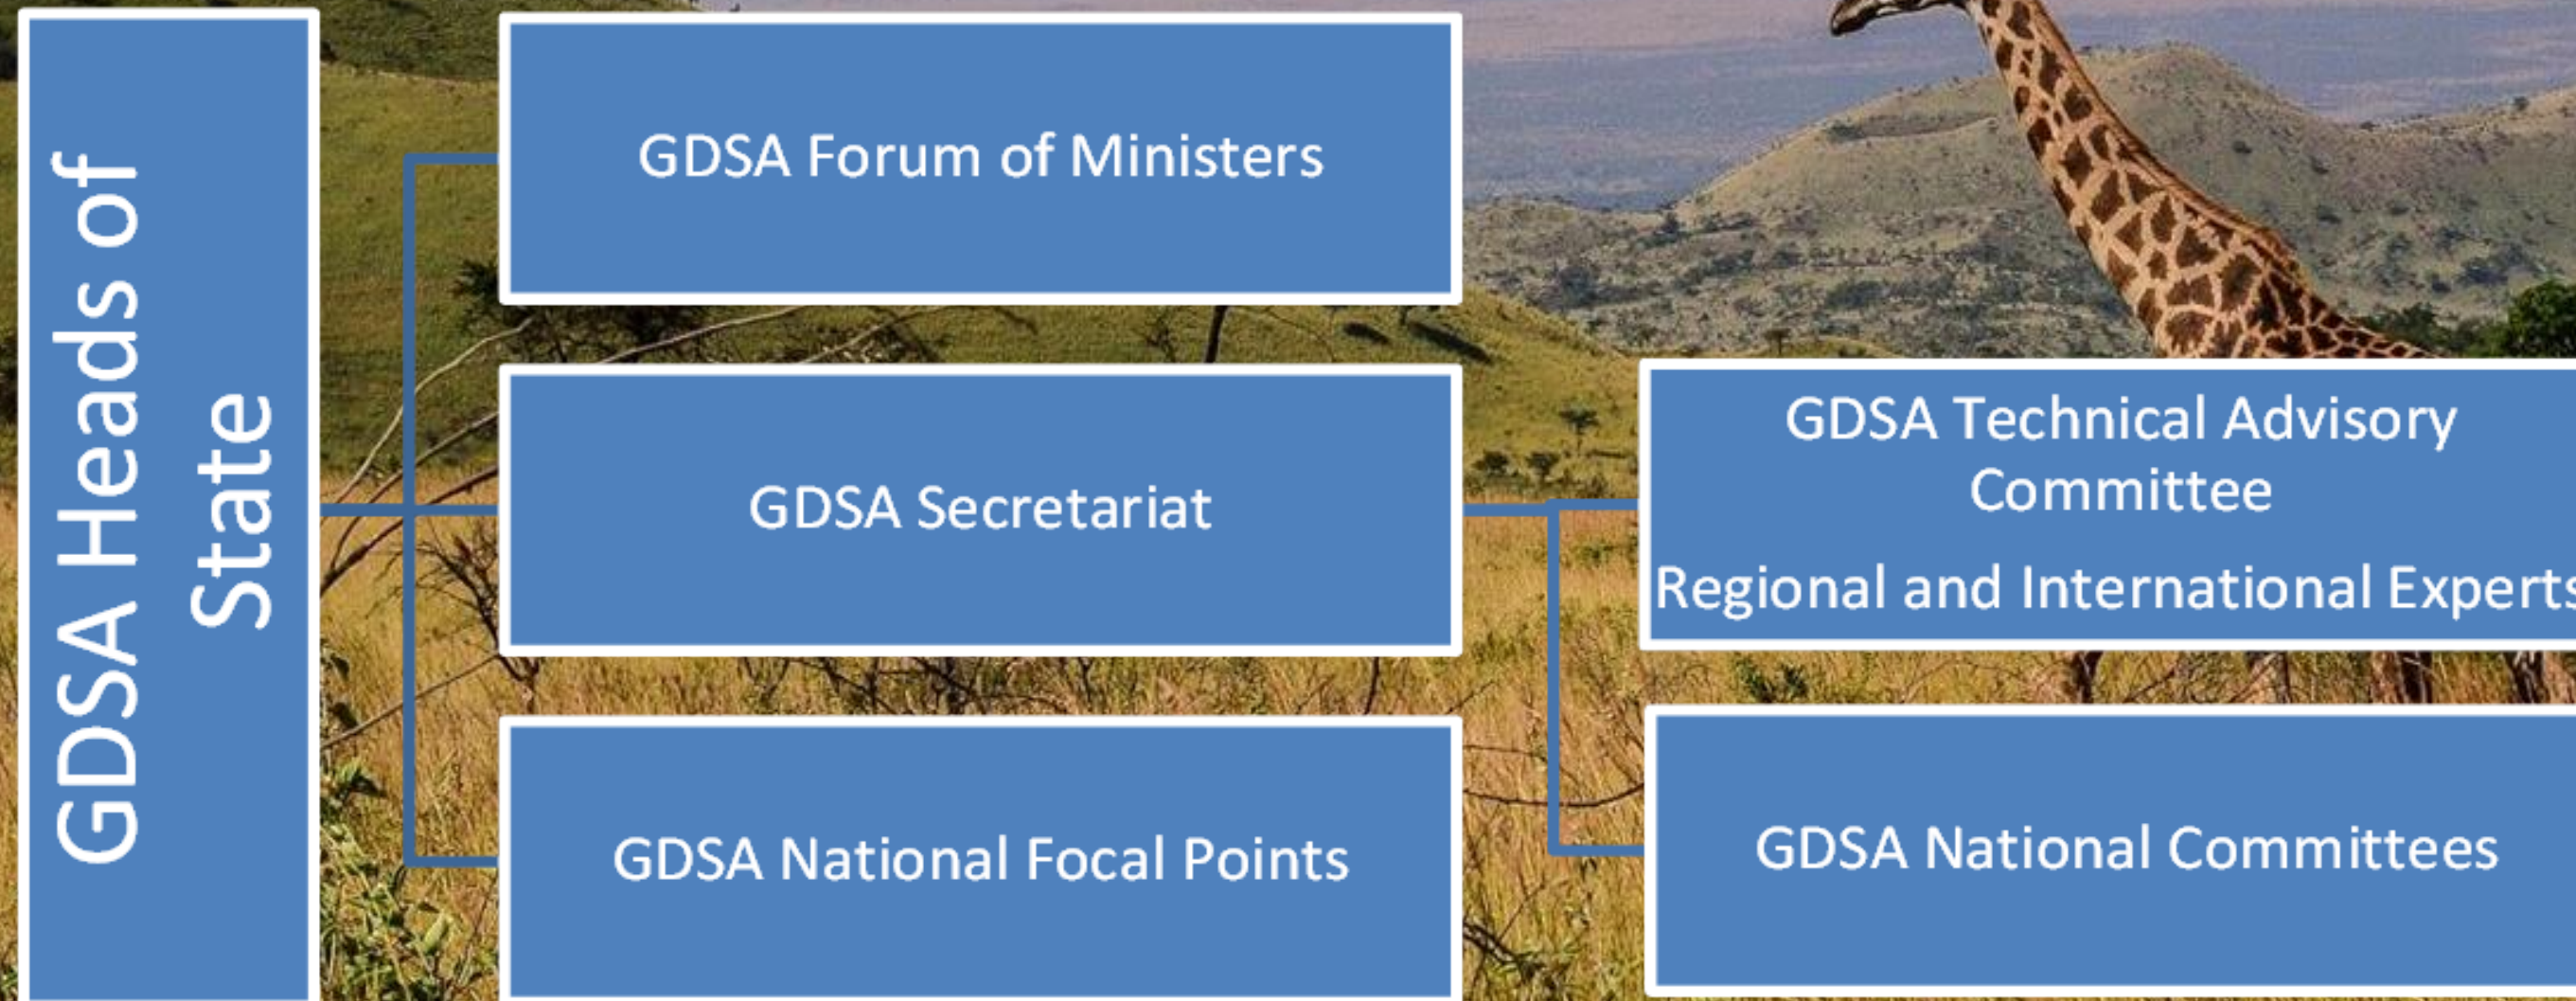 GDSA Heads of
State
GDSA Forum of Ministers
GDSA Secretariat
GDSA National Focal Points
GDSA Technical Advisory
Committee
Regional and International Experts
GDSA National Committees